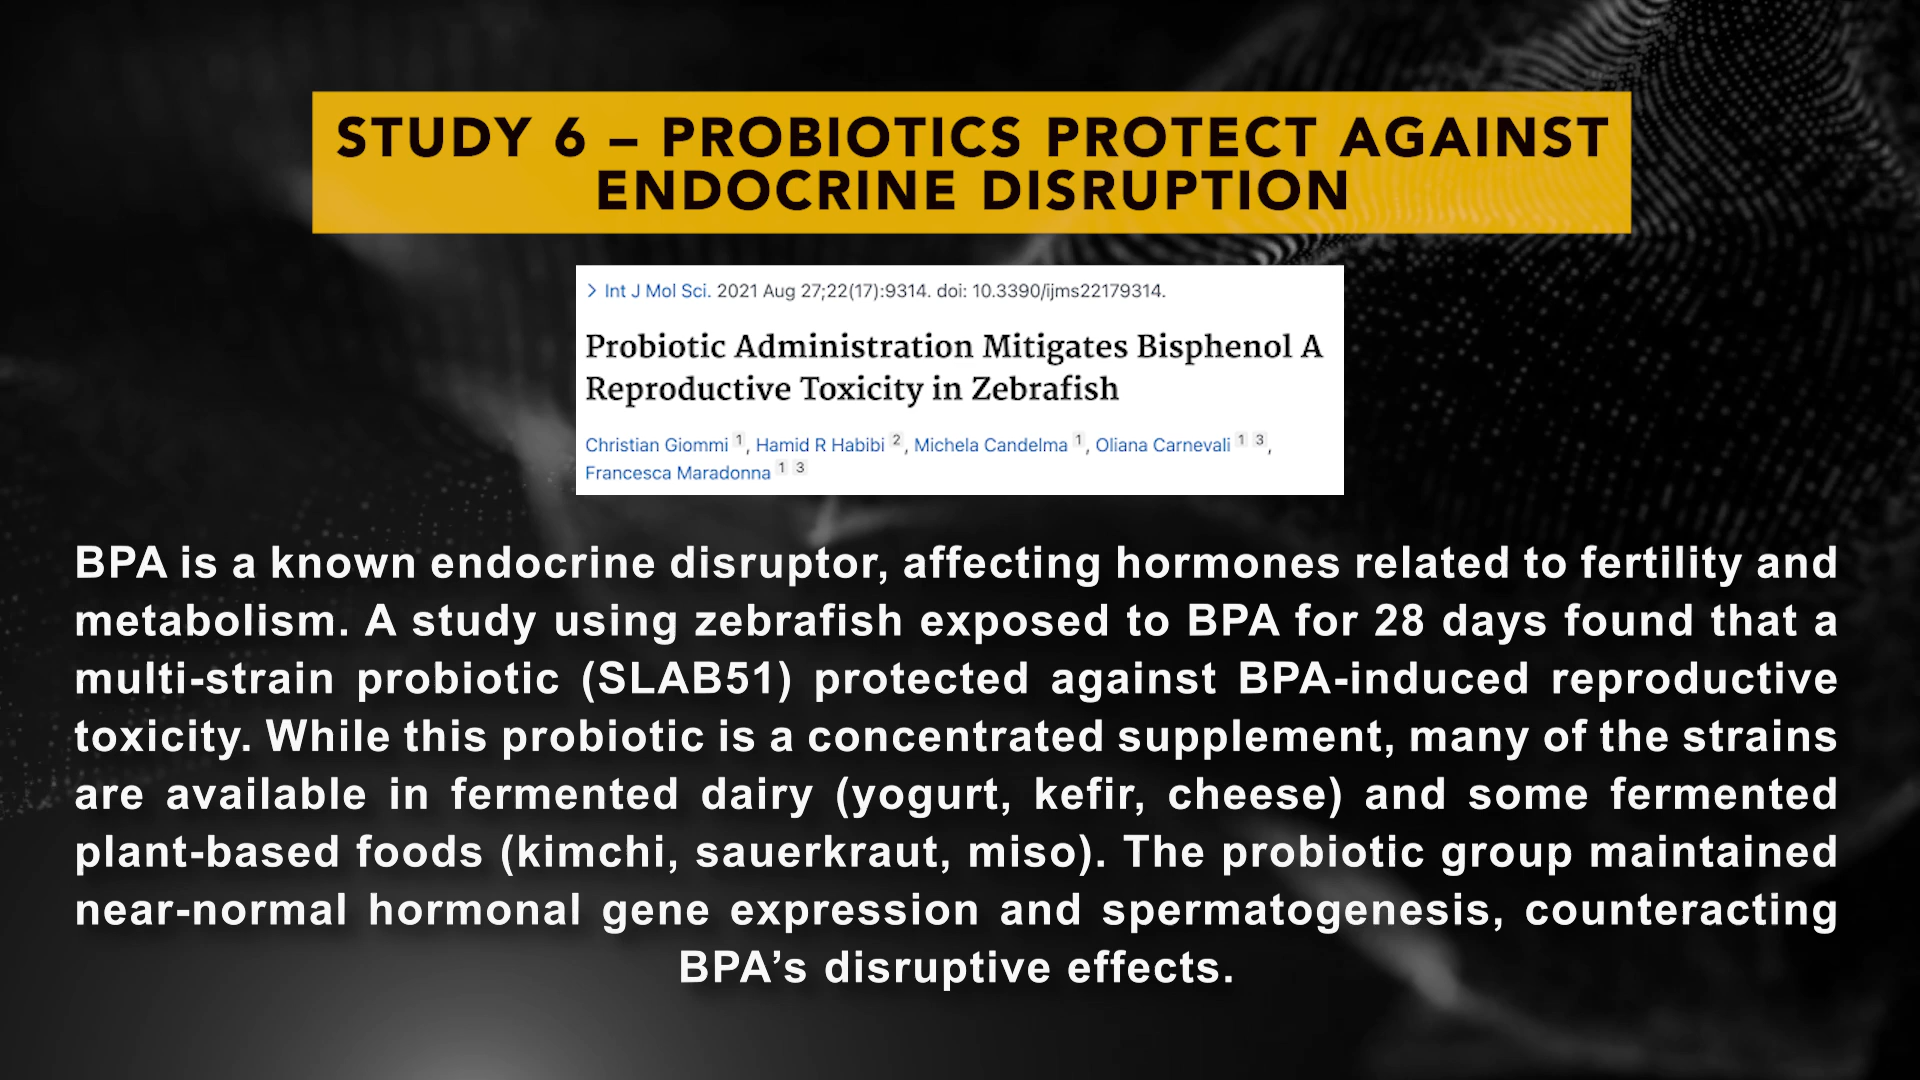 STUDY 6 – PROBIOTICS PROTECT AGAINST
ENDOCRINE DISRUPTION
> Int J Mol Sci. 2021 Aug 27;22(17):9314. doi: 10.3390/ijms22179314.
Probiotic Administration Mitigates Bisphenol A
Reproductive Toxicity in Zebrafish
Christian Giommi 1, Hamid R Habibi 2, Michela Candelma 1, Oliana Carnevali 1 3,
Francesca Maradonna 1 3
BPA is a known endocrine disruptor, affecting hormones related to fertility and
metabolism. A study using zebrafish exposed to BPA for 28 days found that a
multi-strain probiotic (SLAB51) protected against BPA-induced reproductive
toxicity. While this probiotic is a concentrated supplement, many of the strains
are available in fermented dairy (yogurt, kefir, cheese) and some fermented
plant-based foods (kimchi, sauerkraut, miso). The probiotic group maintained
near-normal hormonal gene expression and spermatogenesis, counteracting
BPA’s disruptive effects.